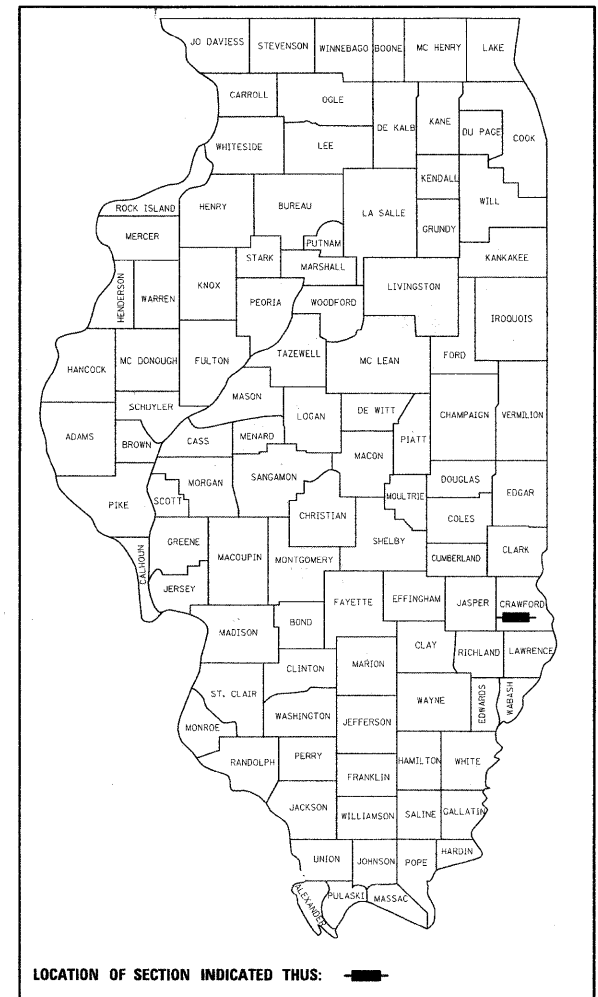 JO DAVIESS
STEVENSON
WINNEBAGO
BOONE
MC HENRY
LAKE
CARROLL
OGLE
DE KALB
KANE
DU PAGE
COOK
WHITESIDE
LEE
KENDALL
ROCK ISLAND
HENRY
BUREAU
LA SALLE
WILL
MERCER
PUTNAM
GRUNDY
STARK
MARSHALL
KANKAKEE
HENDERSON
WARREN
KNOX
PEORIA
WOODFORD
LIVINGSTON
IROQUOIS
HANCOCK
MC DONOUGH
FULTON
TAZEWELL
MC LEAN
FORD
MASON
SCHUYLER
LOGAN
DE WITT
CHAMPAIGN
VERMILION
ADAMS
BROWN
CASS
MENARD
PIATT
MACON
MORGAN
SANGAMON
DOUGLAS
EDGAR
PIKE
SCOTT
MOULTRIE
CHRISTIAN
COLES
GREENE
MACOUPIN
SHELBY
CALHOUN
MONTGOMERY
CUMBERLAND
CLARK
JERSEY
FAYETTE
EFFINGHAM
JASPER
CRAWFORD
MADISON
BOND
CLAY
RICHLAND
LAWRENCE
CLINTON
MARION
ST. CLAIR
WAYNE
EDWARDS
WABASH
WASHINGTON
JEFFERSON
MONROE
RANDOLPH
PERRY
HAMILTON
WHITE
FRANKLIN
JACKSON
WILLIAMSON
SALINE
GALLATIN
UNION
JOHNSON
POPE
HARDIN
ALEXANDER
PULASKI
MASSAC
LOCATION OF SECTION INDICATED THUS: